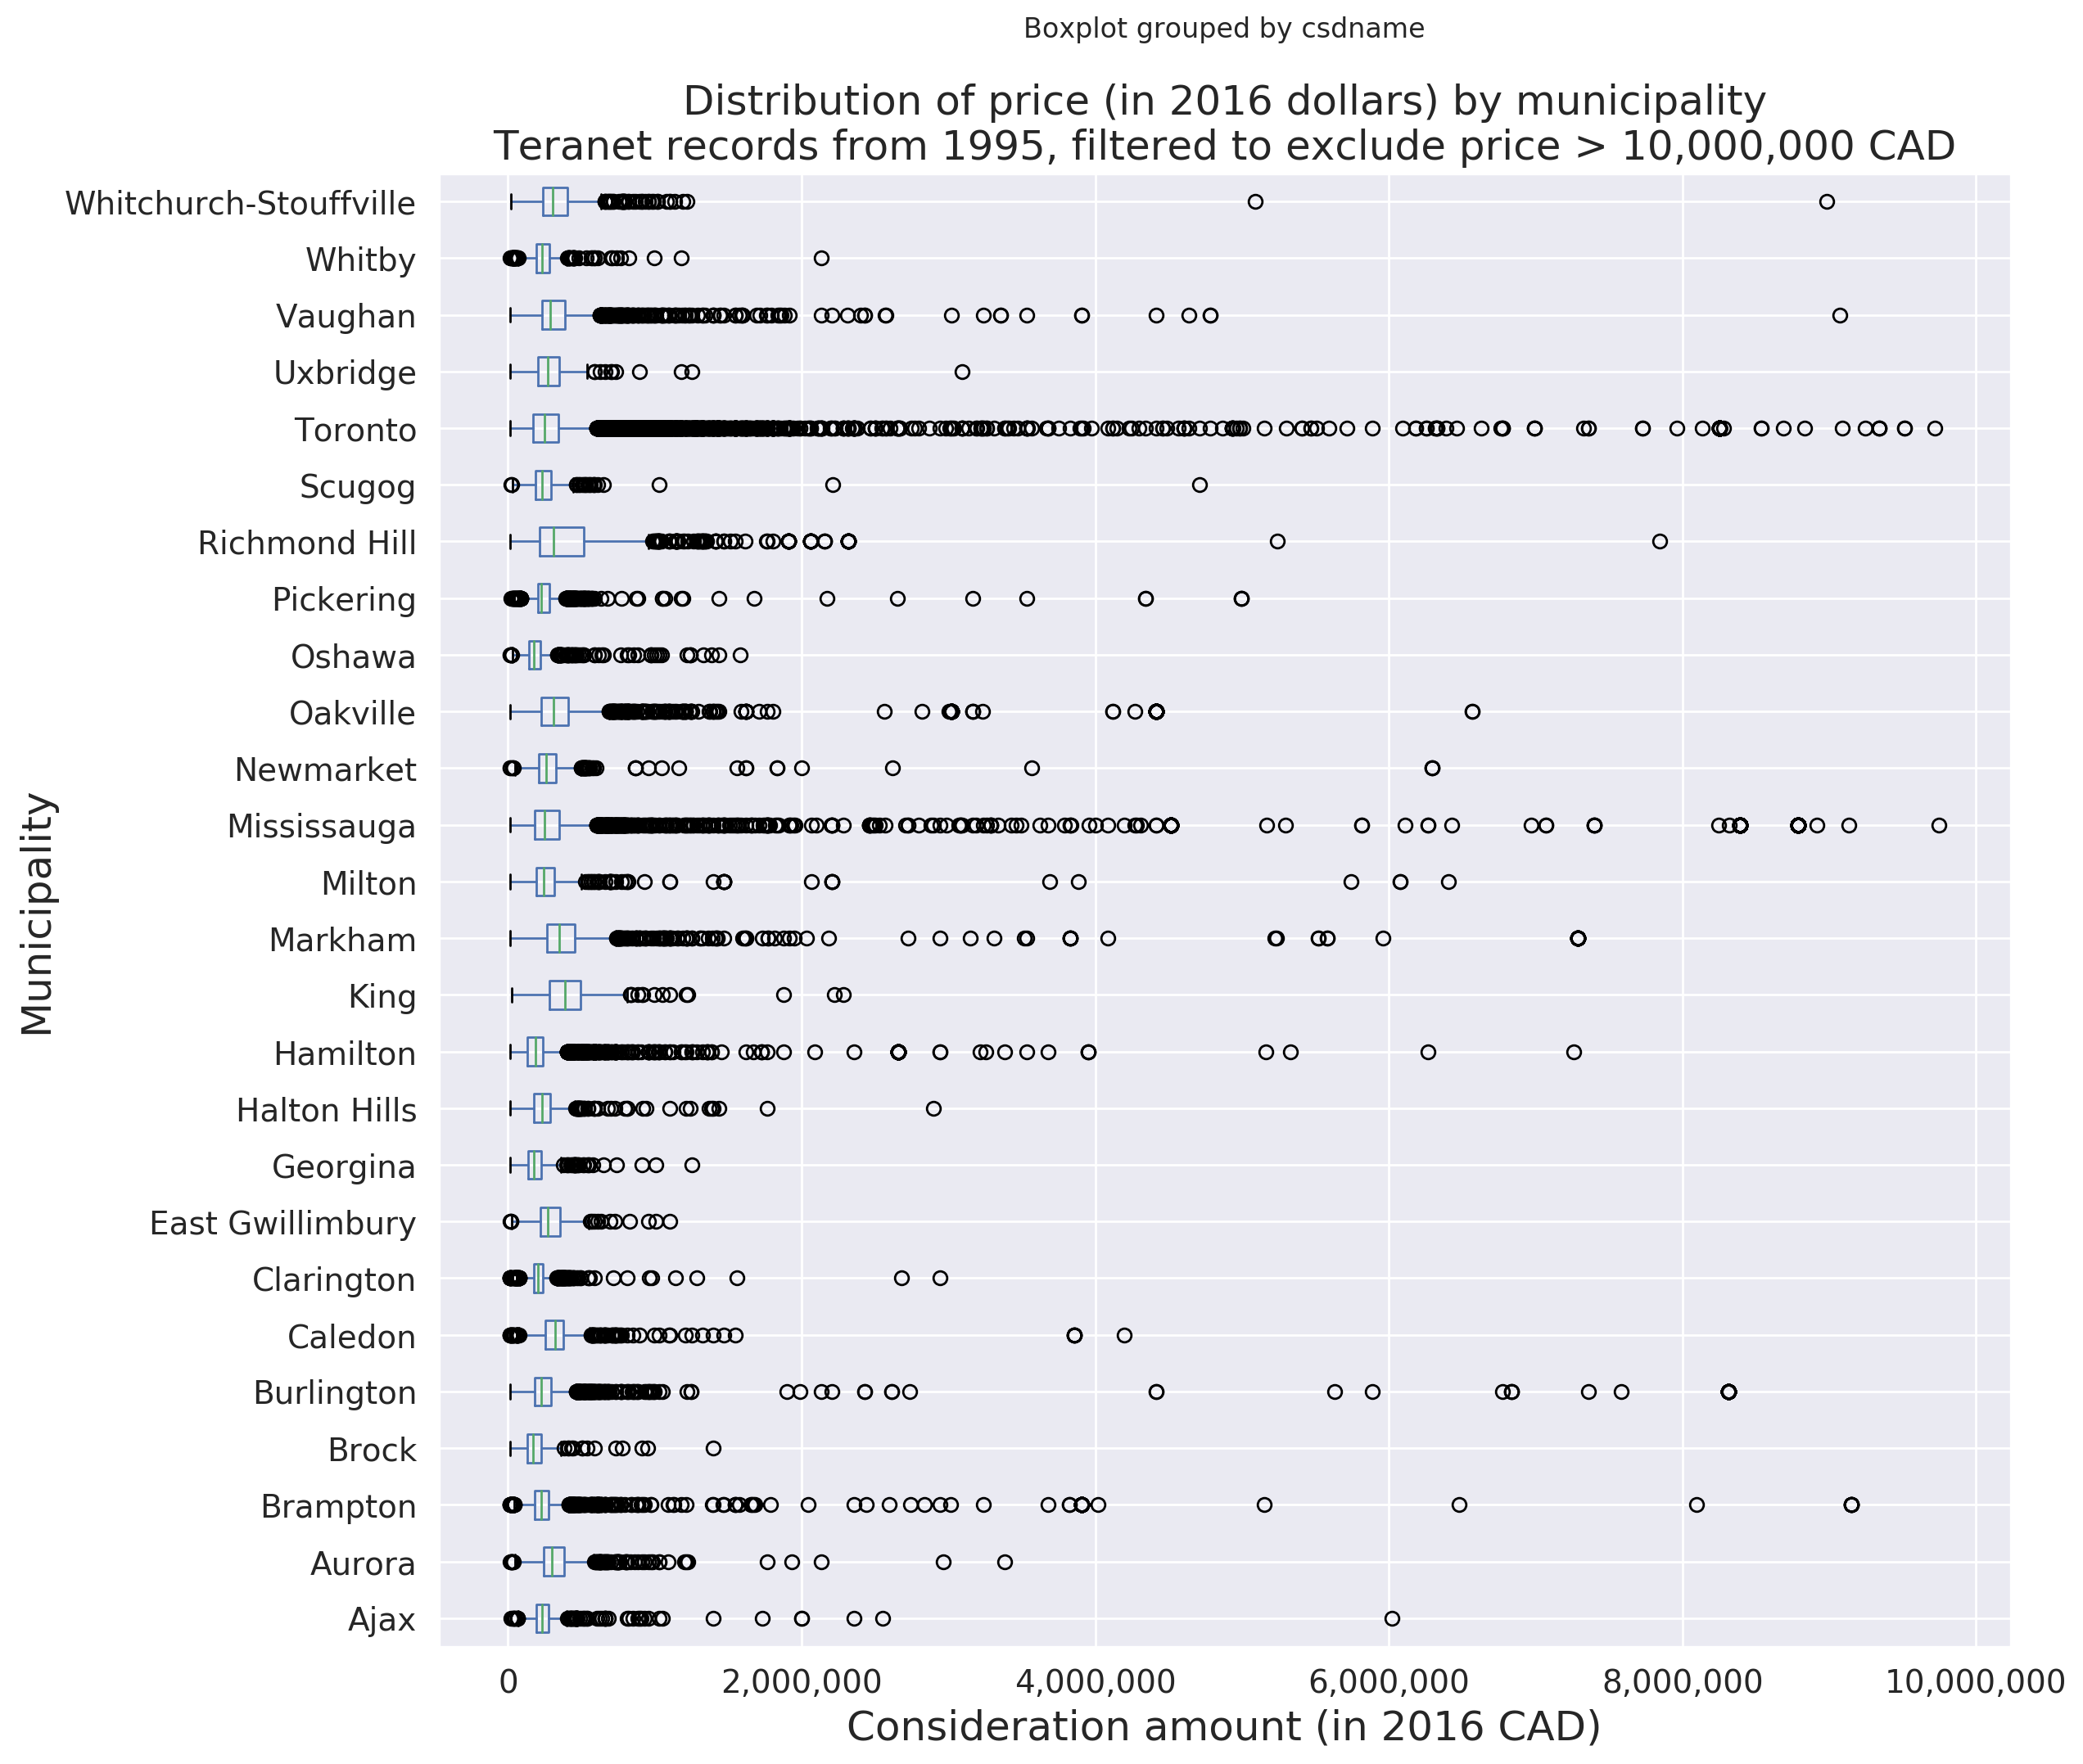 Boxplot grouped by csdname
Distribution of price (in 2016 dollars) by municipality
Teranet records from 1995, filtered to exclude price > 10,000,000 CAD
Municipality
Whitchurch-Stouffville
Whitby
Vaughan
Uxbridge
Toronto
Scugog
Richmond Hill
Pickering
Oshawa
Oakville
Newmarket
Mississauga
Milton
Markham
King
Hamilton
Halton Hills
Georgina
East Gwillimbury
Clarington
Caledon
Burlington
Brock
Brampton
Aurora
Ajax
0 2,000,000 4,000,000 6,000,000 8,000,000 10,000,000
Consideration amount (in 2016 CAD)